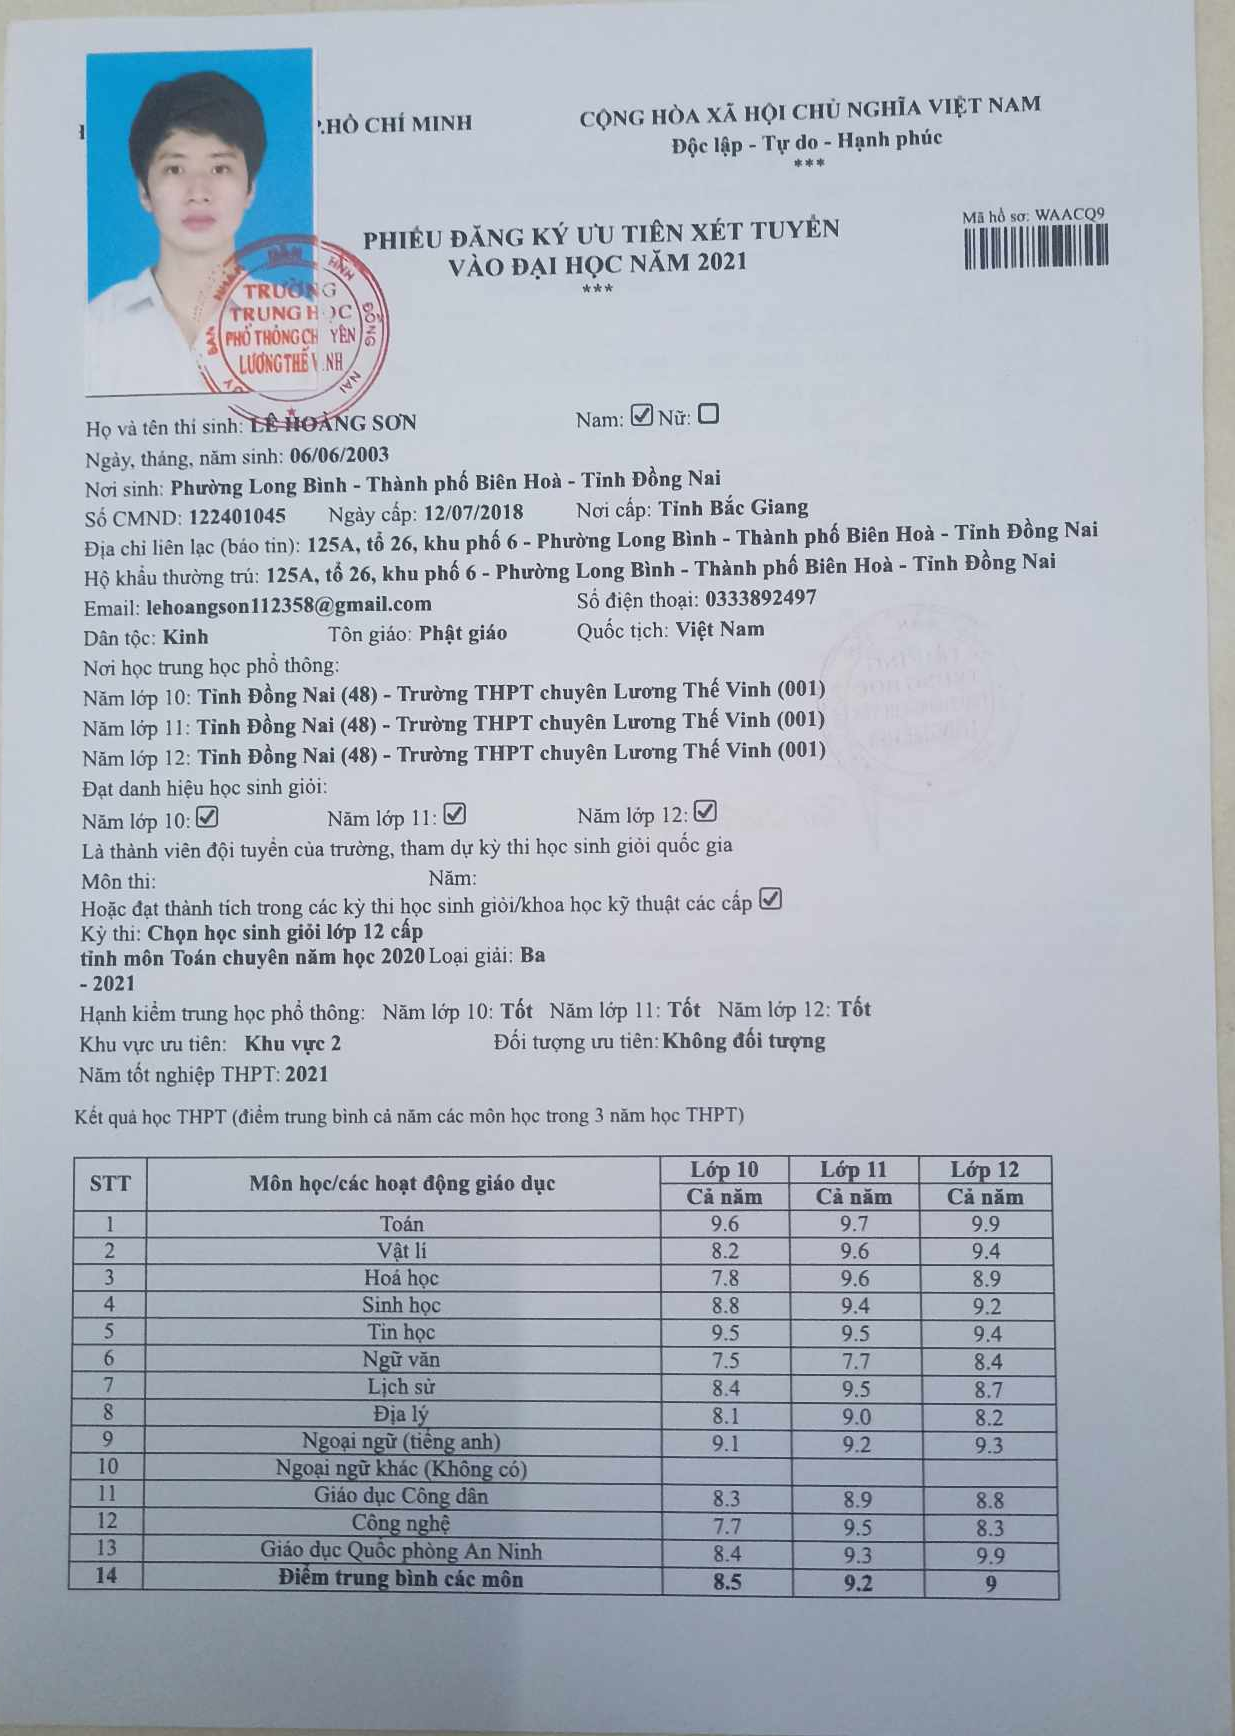 .HỒ CHÍ MINH
CỘNG HÒA XÃ HỘI CHỦ NGHĨA VIỆT NAM
Độc lập - Tự do - Hạnh phúc
***
Mã hồ sơ: WAACQ9
PHIẾU ĐĂNG KÝ ƯU TIÊN XÉT TUYỂN
VÀO ĐẠI HỌC NĂM 2021
***
TRƯỜNG
TRUNG HỌC
PHỔ THÔNG CHUYÊN
LƯƠNG THẾ VINH
ĐỒNG NAI
Họ và tên thí sinh: LÊ HOÀNG SƠN Nam: ☑ Nữ: ☐
Ngày, tháng, năm sinh: 06/06/2003
Nơi sinh: Phường Long Bình - Thành phố Biên Hoà - Tỉnh Đồng Nai
Số CMND: 122401045 Ngày cấp: 12/07/2018 Nơi cấp: Tỉnh Bắc Giang
Địa chỉ liên lạc (báo tin): 125A, tổ 26, khu phố 6 - Phường Long Bình - Thành phố Biên Hoà - Tỉnh Đồng Nai
Hộ khẩu thường trú: 125A, tổ 26, khu phố 6 - Phường Long Bình - Thành phố Biên Hoà - Tỉnh Đồng Nai
Email: lehoangson112358@gmail.com Số điện thoại: 0333892497
Dân tộc: Kinh Tôn giáo: Phật giáo Quốc tịch: Việt Nam
Nơi học trung học phổ thông:
Năm lớp 10: Tỉnh Đồng Nai (48) - Trường THPT chuyên Lương Thế Vinh (001)
Năm lớp 11: Tỉnh Đồng Nai (48) - Trường THPT chuyên Lương Thế Vinh (001)
Năm lớp 12: Tỉnh Đồng Nai (48) - Trường THPT chuyên Lương Thế Vinh (001)
Đạt danh hiệu học sinh giỏi:
Năm lớp 10: ☑ Năm lớp 11: ☑ Năm lớp 12: ☑
Là thành viên đội tuyển của trường, tham dự kỳ thi học sinh giỏi quốc gia
Môn thi: Năm:
Hoặc đạt thành tích trong các kỳ thi học sinh giỏi/khoa học kỹ thuật các cấp ☑
Kỳ thi: Chọn học sinh giỏi lớp 12 cấp
tỉnh môn Toán chuyên năm học 2020 Loại giải: Ba
- 2021
Hạnh kiểm trung học phổ thông: Năm lớp 10: Tốt Năm lớp 11: Tốt Năm lớp 12: Tốt
Khu vực ưu tiên: Khu vực 2 Đối tượng ưu tiên: Không đối tượng
Năm tốt nghiệp THPT: 2021
Kết quả học THPT (điểm trung bình cả năm các môn học trong 3 năm học THPT)
STT Môn học/các hoạt động giáo dục Lớp 10 Lớp 11 Lớp 12
Cả năm Cả năm Cả năm
1 Toán 9.6 9.7 9.9
2 Vật lí 8.2 9.6 9.4
3 Hoá học 7.8 9.6 8.9
4 Sinh học 8.8 9.4 9.2
5 Tin học 9.5 9.5 9.4
6 Ngữ văn 7.5 7.7 8.4
7 Lịch sử 8.4 9.5 8.7
8 Địa lý 8.1 9.0 8.2
9 Ngoại ngữ (tiếng anh) 9.1 9.2 9.3
10 Ngoại ngữ khác (Không có)
11 Giáo dục Công dân 8.3 8.9 8.8
12 Công nghệ 7.7 9.5 8.3
13 Giáo dục Quốc phòng An Ninh 8.4 9.3 9.9
14 Điểm trung bình các môn 8.5 9.2 9